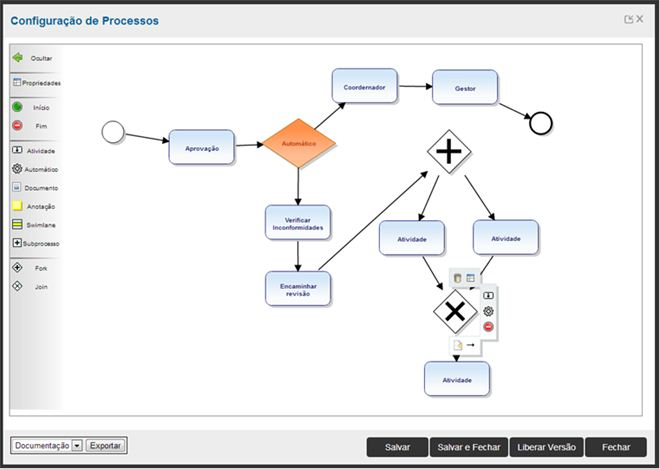 Configuração de Processos
Ocultar
Propriedades
Início
Fim
Atividade
Automático
Documento
Anotação
Swimlane
Subprocesso
Fork
Join
Coordernador
Gestor
Aprovação
Automático
Verificar
Inconformidades
Encaminhar
revisão
Atividade
Atividade
Atividade
Documentação
Exportar
Salvar
Salvar e Fechar
Liberar Versão
Fechar